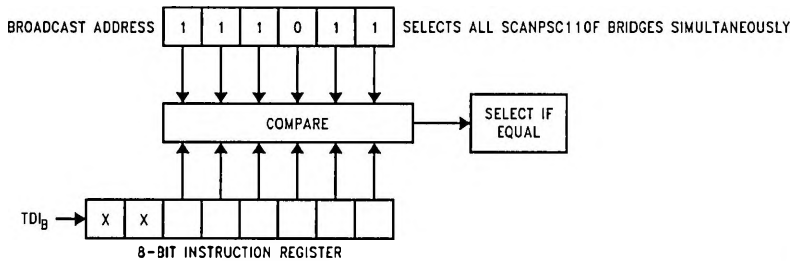 BROADCAST ADDRESS 1 1 1 0 1 1 SELECTS ALL SCANPSC110F BRIDGES SIMULTANEOUSLY
COMPARE
SELECT IF
EQUAL
TDIB
X X
8-BIT INSTRUCTION REGISTER